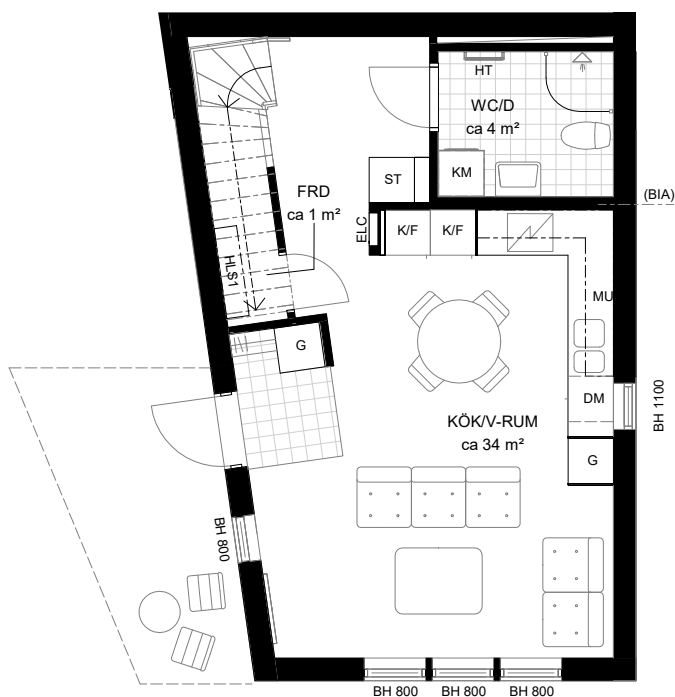 HT
WC/D
ca 4 m²
KM
ST
(BIA)
FRD
ca 1 m²
ELC
K/F
K/F
HLS1
MU
G
DM
BH 1100
KÖK/V-RUM
ca 34 m²
G
BH 800
BH 800
BH 800
BH 800